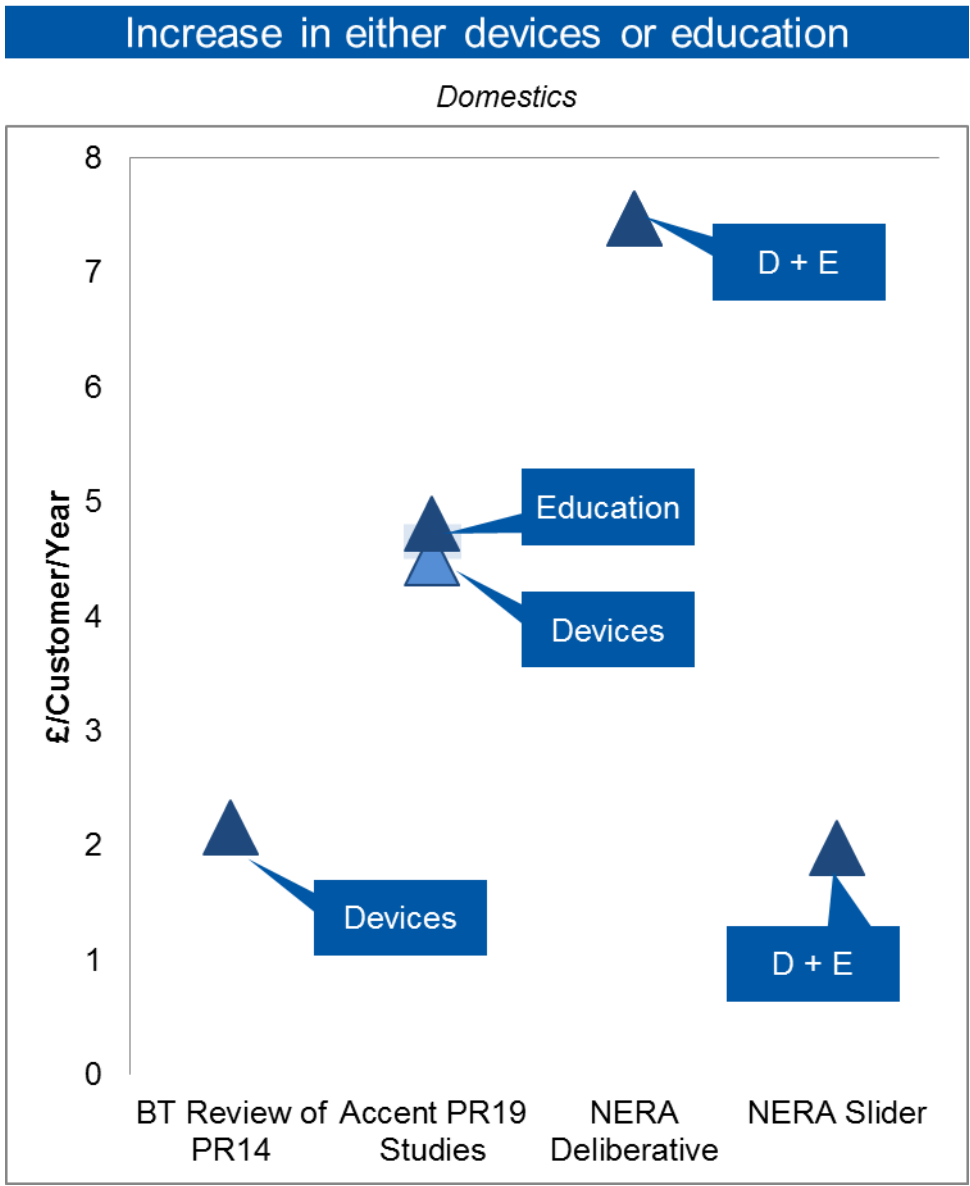 Increase in either devices or education
Domestics
8
7
6
5
4
3
2
1
0
£/Customer/Year
D + E
Education
Devices
Devices
D + E
BT Review of PR14
Accent PR19 Studies
NERA Deliberative
NERA Slider